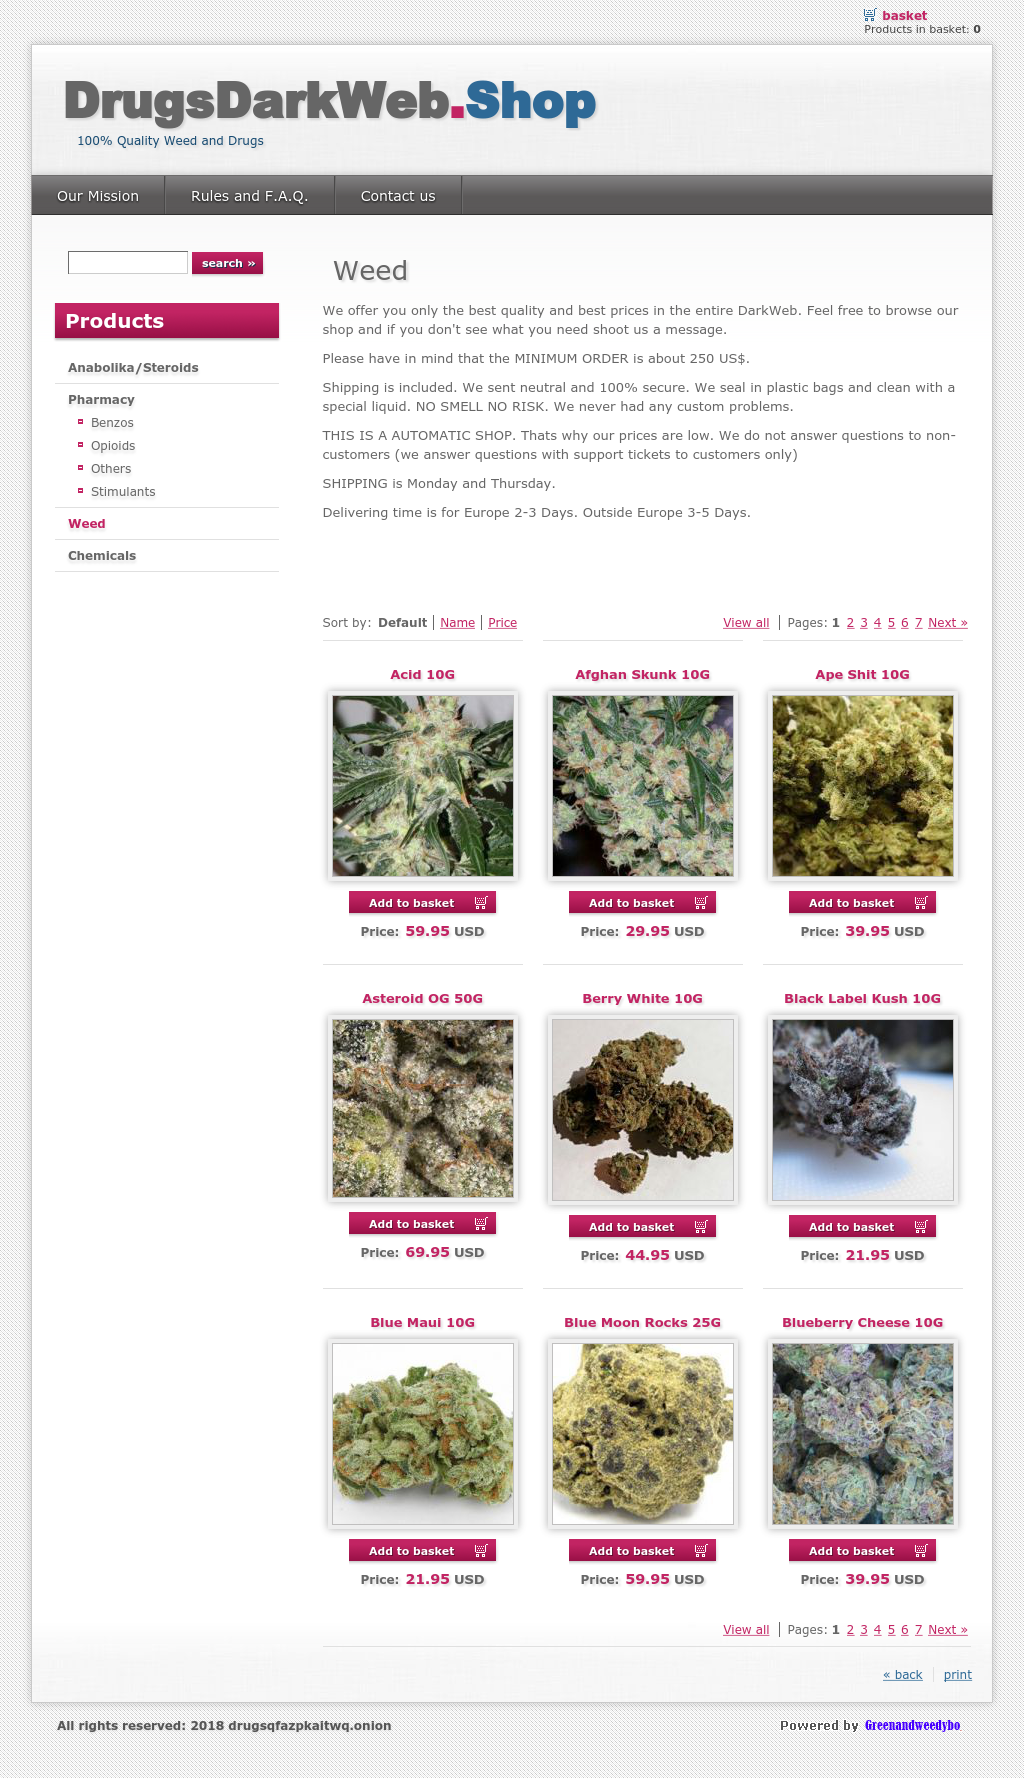 basket
Products in basket: 0
DrugsDarkWeb.Shop
100% Quality Weed and Drugs
Our Mission
Rules and F.A.Q.
Contact us
search »
Products
Anabolika/Steroids
Pharmacy
Benzos
Opioids
Others
Stimulants
Weed
Chemicals
Weed
We offer you only the best quality and best prices in the entire DarkWeb. Feel free to browse our
shop and if you don't see what you need shoot us a message.
Please have in mind that the MINIMUM ORDER is about 250 US$.
Shipping is included. We sent neutral and 100% secure. We seal in plastic bags and clean with a
special liquid. NO SMELL NO RISK. We never had any custom problems.
THIS IS A AUTOMATIC SHOP. Thats why our prices are low. We do not answer questions to non-
customers (we answer questions with support tickets to customers only)
SHIPPING is Monday and Thursday.
Delivering time is for Europe 2-3 Days. Outside Europe 3-5 Days.
Sort by: Default Name Price
View all Pages: 1 2 3 4 5 6 7 Next »
Acid 10G
Add to basket
Price: 59.95 USD
Afghan Skunk 10G
Add to basket
Price: 29.95 USD
Ape Shit 10G
Add to basket
Price: 39.95 USD
Asteroid OG 50G
Add to basket
Price: 69.95 USD
Berry White 10G
Add to basket
Price: 44.95 USD
Black Label Kush 10G
Add to basket
Price: 21.95 USD
Blue Maui 10G
Add to basket
Price: 21.95 USD
Blue Moon Rocks 25G
Add to basket
Price: 59.95 USD
Blueberry Cheese 10G
Add to basket
Price: 39.95 USD
View all Pages: 1 2 3 4 5 6 7 Next »
« back print
All rights reserved: 2018 drugsqfazpkaitwq.onion
Powered by Greenandweedybo